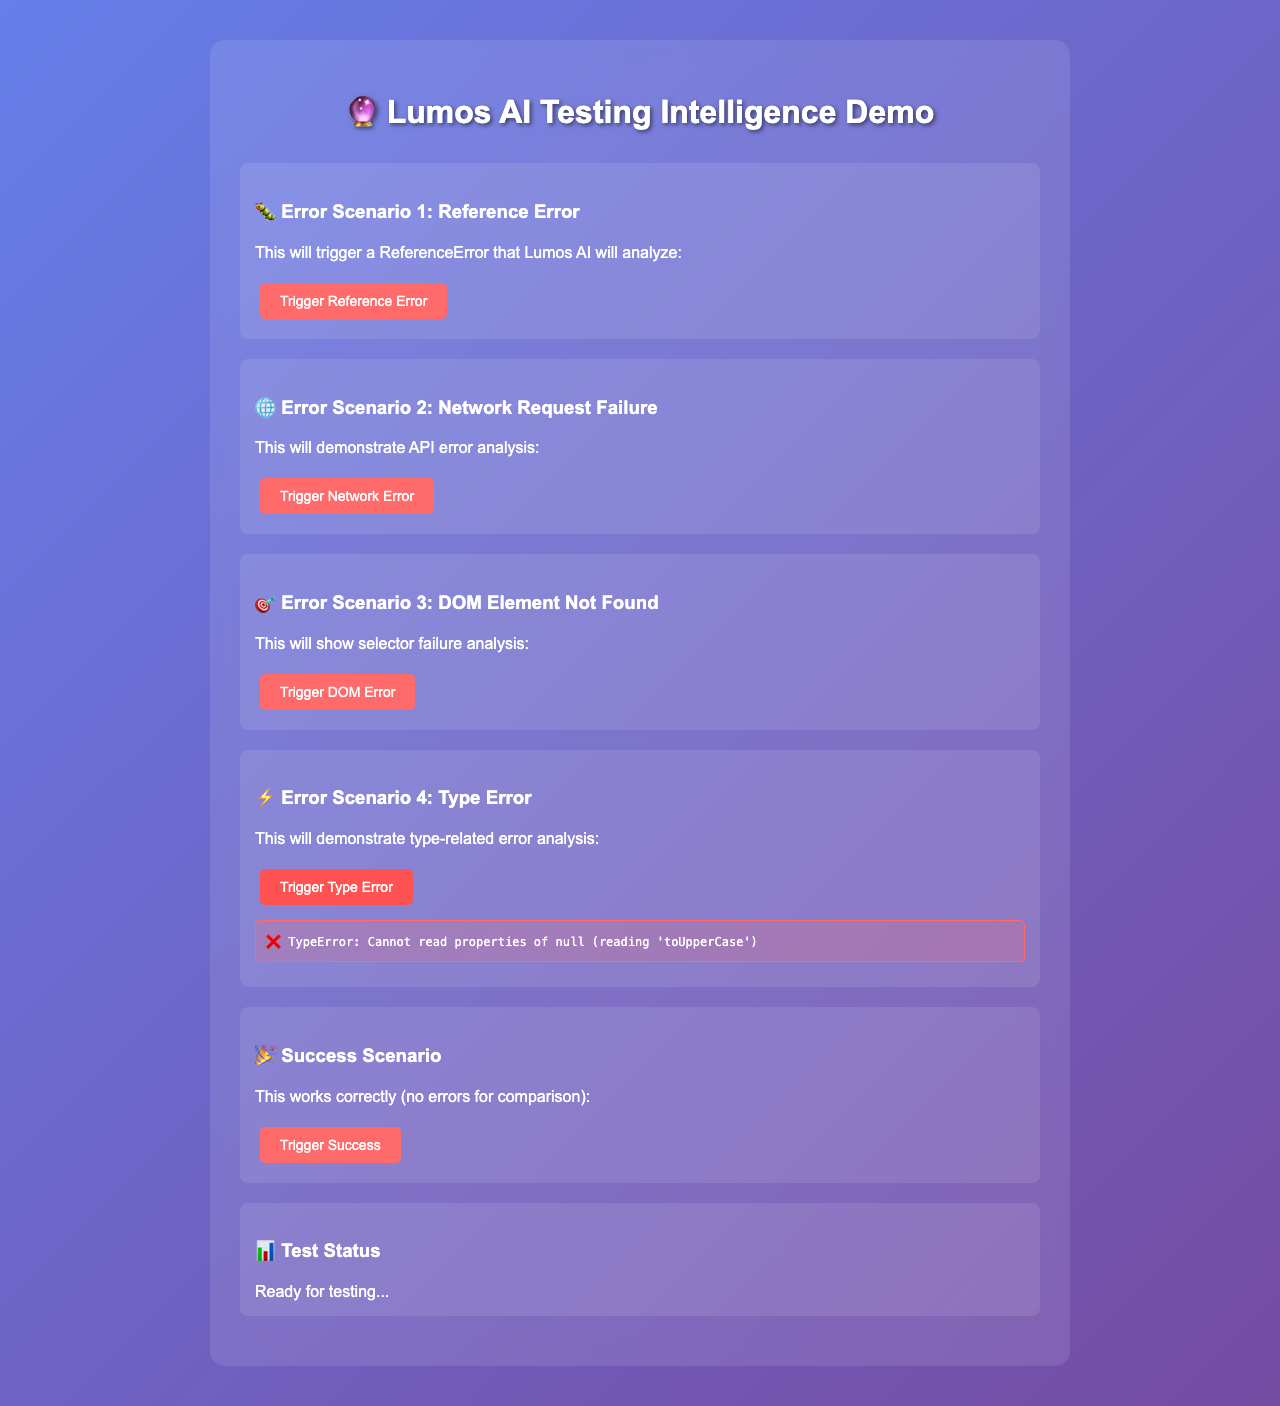 🔮 Lumos AI Testing Intelligence Demo
🐛 Error Scenario 1: Reference Error
This will trigger a ReferenceError that Lumos AI will analyze:
Trigger Reference Error
🌐 Error Scenario 2: Network Request Failure
This will demonstrate API error analysis:
Trigger Network Error
🎯 Error Scenario 3: DOM Element Not Found
This will show selector failure analysis:
Trigger DOM Error
⚡ Error Scenario 4: Type Error
This will demonstrate type-related error analysis:
Trigger Type Error
❌ TypeError: Cannot read properties of null (reading 'toUpperCase')
🎉 Success Scenario
This works correctly (no errors for comparison):
Trigger Success
📊 Test Status
Ready for testing...